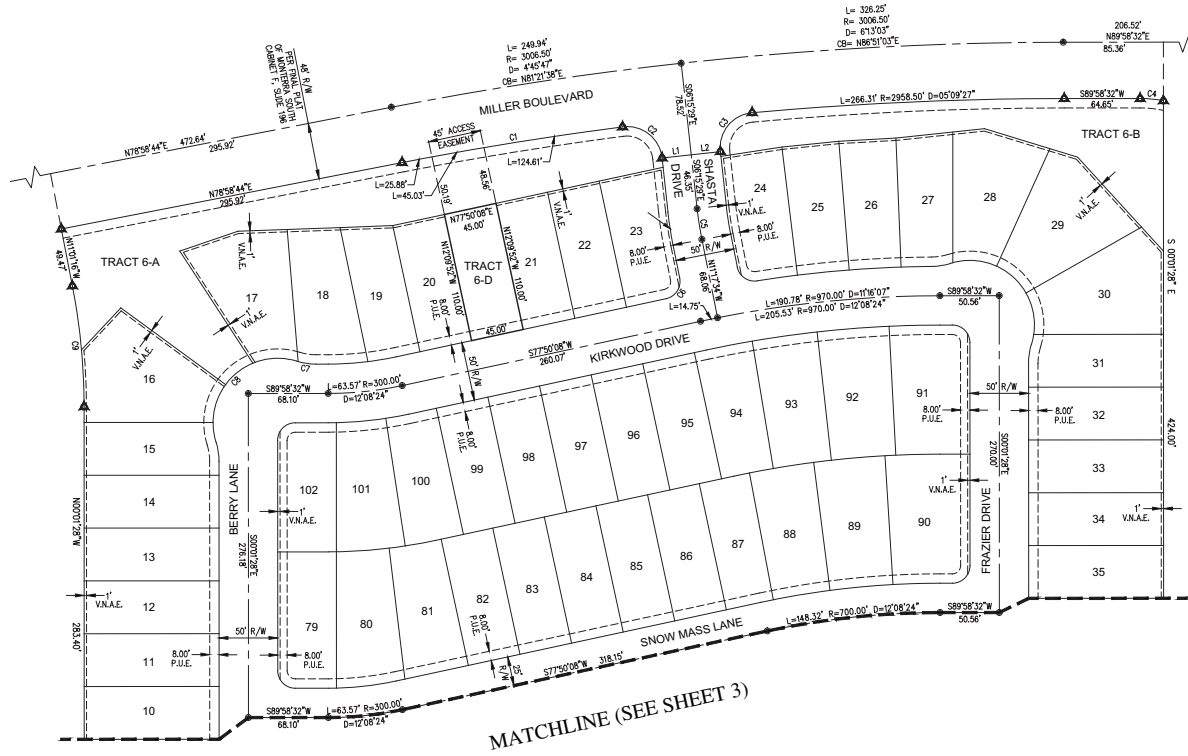 L= 326.25'
R= 3006.50'
D= 6°13'03"
CB= N86°51'03"E
206.52'
N89°58'32"E
85.36'
L= 249.94'
R= 3006.50'
D= 4°45'47"
CB= N81°21'38"E
48' R/W
PER FINAL PLAT
OF MONTERRA SOUTH
CABINET F, SLIDE 196
MILLER BOULEVARD
S06°15'29"E
78.52'
N78°58'44"E 472.64'
295.92'
45' ACCESS
EASEMENT
C1
C2
C3
L=266.31' R=2958.50' D=05°09'27"
S89°58'32"W
64.65'
C4
L=124.61'
L1
L2
L=25.88'
L=45.03'
N78°58'44"E
295.92'
TRACT 6-B
DRIVE
SHASTA
S06°15'29"E
46.35'
C5
50.19'
48.56'
N77°50'08"E
45.00'
N11°01'16"W
49.47'
TRACT 6-A
1'
V.N.A.E.
1'
V.N.A.E.
1'
V.N.A.E.
1'
V.N.A.E.
17
18
19
20
N12°09'52"W
110.00'
TRACT
6-D
N12°09'52"W
110.00'
21
22
23
24
25
26
27
28
29
30
8.00'
P.U.E.
8.00'
P.U.E.
8.00'
P.U.E.
50' R/W
N11°17'34"W
68.06'
C6
45.00'
L=14.75'
L=190.78' R=970.00' D=11°16'07"
L=205.53' R=970.00' D=12°08'24"
S89°58'32"W
50.56'
S 00°01'28" E
424.00'
C9
1'
V.N.A.E.
1'
V.N.A.E.
16
C8
C7
S77°50'08"W
260.07'
KIRKWOOD DRIVE
50' R/W
S89°58'32"W
68.10'
L=63.57' R=300.00'
D=12°08'24"
8.00'
P.U.E.
50' R/W
8.00'
P.U.E.
8.00'
P.U.E.
31
32
33
34
35
15
14
13
12
11
10
N00°01'28"W
283.40'
BERRY LANE
S00°01'28"E
276.18'
102
101
100
99
98
97
96
95
94
93
92
91
1'
V.N.A.E.
1'
V.N.A.E.
1'
V.N.A.E.
1'
V.N.A.E.
S00°01'28"E
270.00'
FRAZIER DRIVE
79
80
81
82
83
84
85
86
87
88
89
90
50' R/W
8.00'
P.U.E.
8.00'
P.U.E.
8.00'
P.U.E.
25'
R/W
SNOW MASS LANE
S77°50'08"W 318.15'
L=148.32' R=700.00' D=12°08'24"
S89°58'32"W
50.56'
S89°58'32"W
68.10'
L=63.57' R=300.00'
D=12°08'24"
MATCHLINE (SEE SHEET 3)